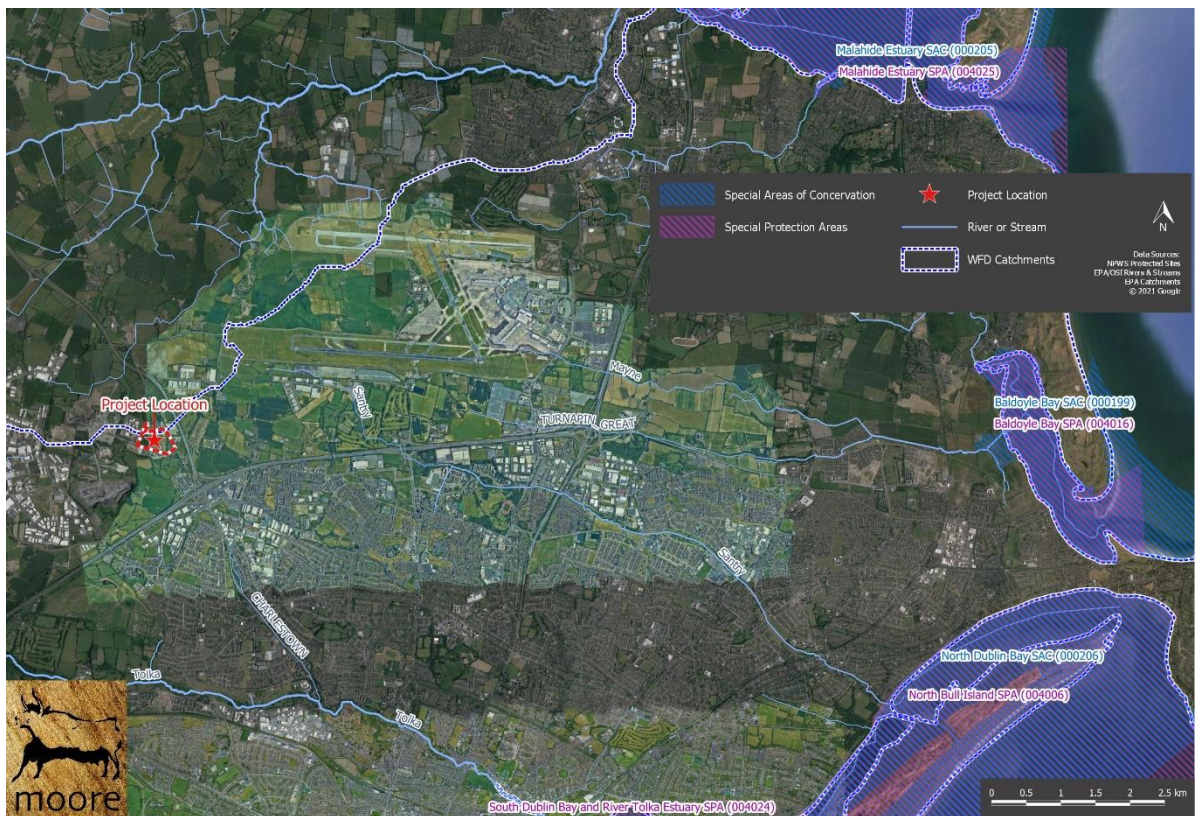 Malahide Estuary SAC (000205)
Malahide Estuary SPA (004025)
Special Areas of Concervation
Project Location
Special Protection Areas
River or Stream
WFD Catchments
N
Data Sources:
NPWS Protected Sites
EPA/OSI Rivers & Streams
EPA Catchments
© 2021 Google
Mayne
Santry
Project Location
Baldoyle Bay SAC (000199)
Baldoyle Bay SPA (004016)
TURNAPIN GREAT
Santry
CHARLESTOWN
North Dublin Bay SAC (000206)
North Bull Island SPA (004006)
Tolka
Tolka
South Dublin Bay and River Tolka Estuary SPA (004024)
0 0.5 1 1.5 2 2.5 km
moore